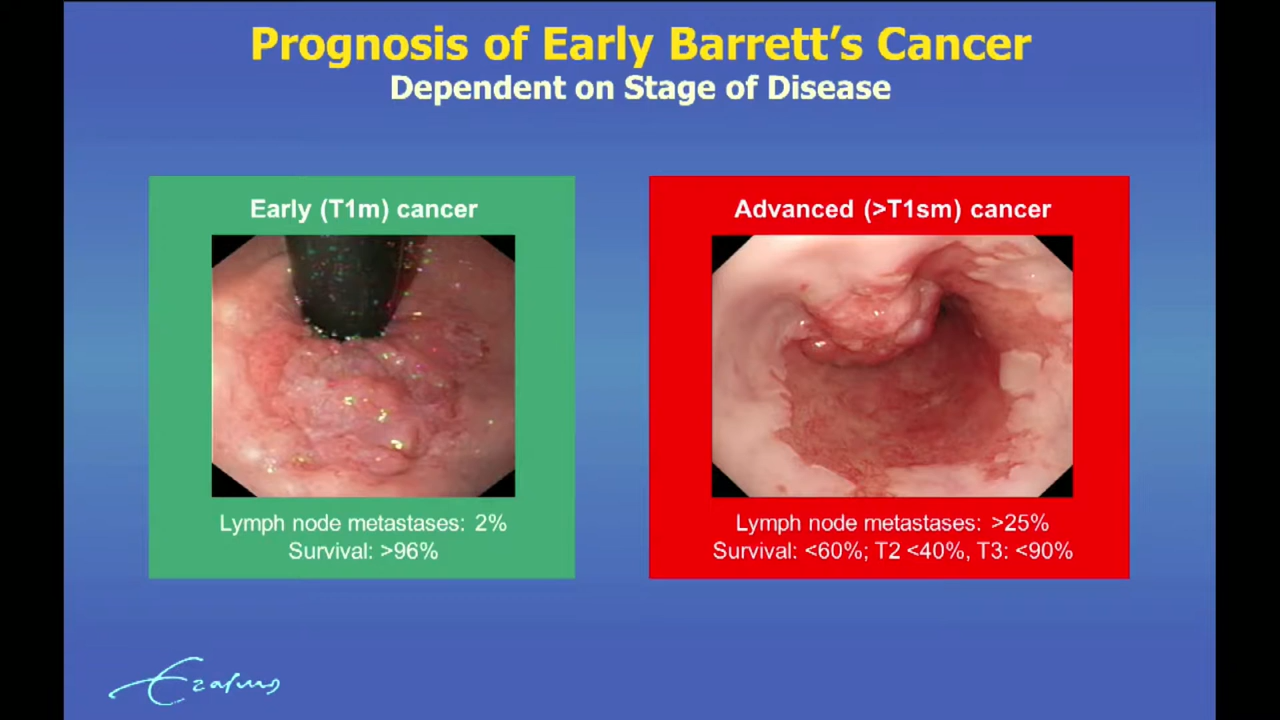 Prognosis of Early Barrett's Cancer
Dependent on Stage of Disease
Early (T1m) cancer
Lymph node metastases: 2%
Survival: >96%
Advanced (>T1sm) cancer
Lymph node metastases: >25%
Survival: <60%; T2 <40%, T3: <90%
Erasmus